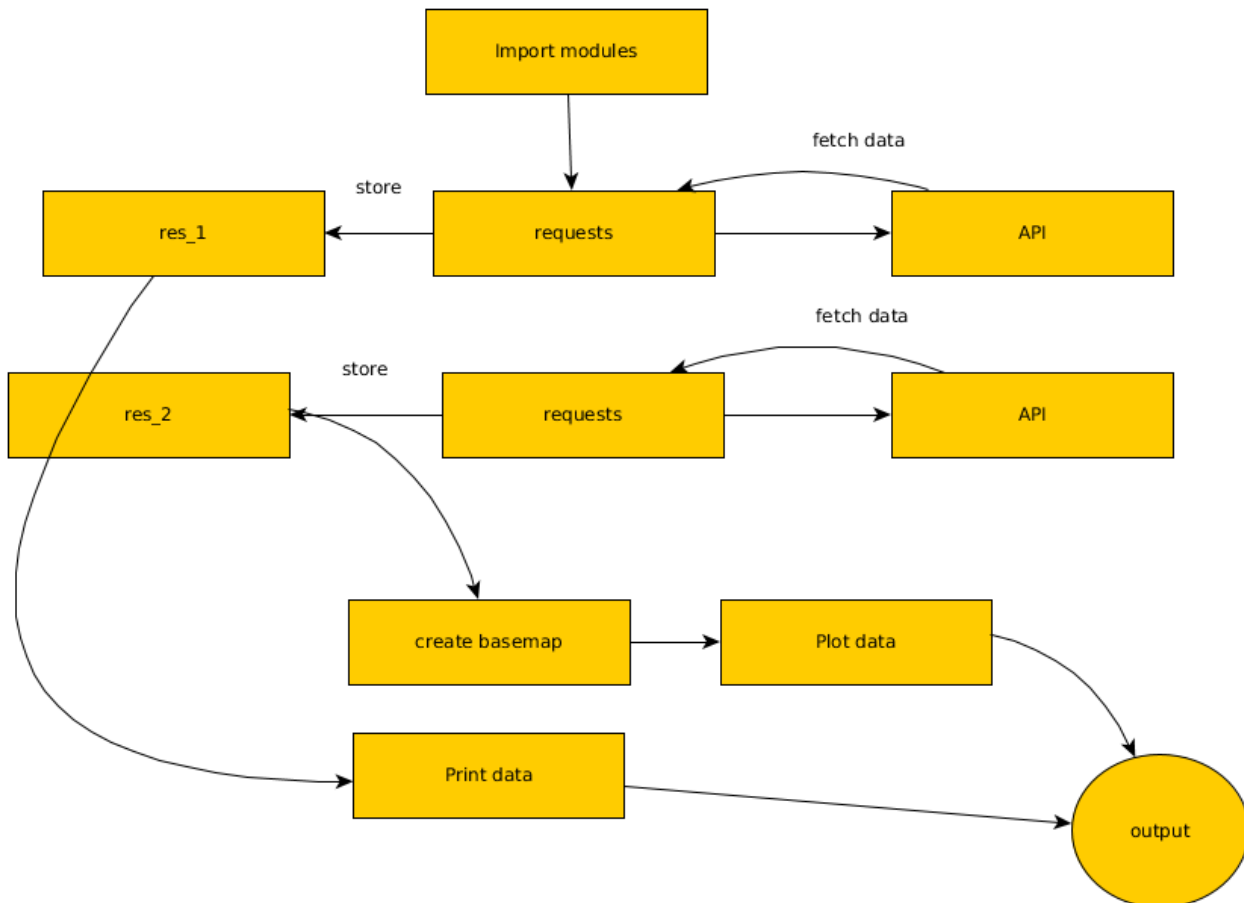 Import modules
fetch data
store
res_1
requests
API
fetch data
store
res_2
requests
API
create basemap
Plot data
Print data
output